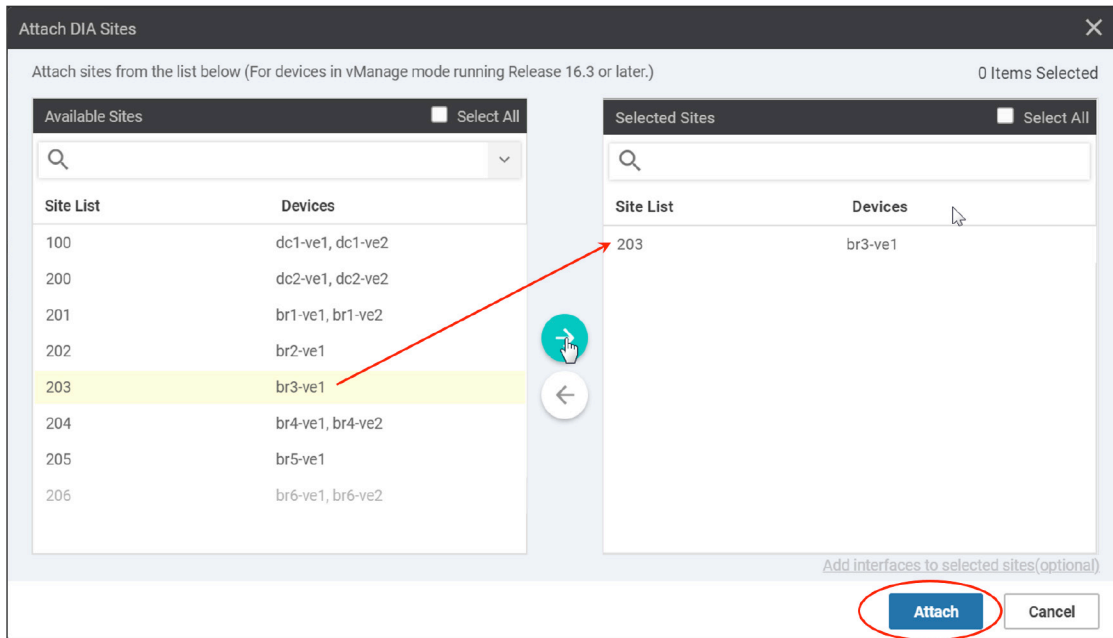 Attach DIA Sites
Attach sites from the list below (For devices in vManage mode running Release 16.3 or later.)
0 Items Selected
Available Sites
Select All
Site List Devices
100 dc1-ve1, dc1-ve2
200 dc2-ve1, dc2-ve2
201 br1-ve1, br1-ve2
202 br2-ve1
203 br3-ve1
204 br4-ve1, br4-ve2
205 br5-ve1
206 br6-ve1, br6-ve2
Selected Sites
Select All
Site List Devices
203 br3-ve1
Add interfaces to selected sites(optional)
Attach
Cancel